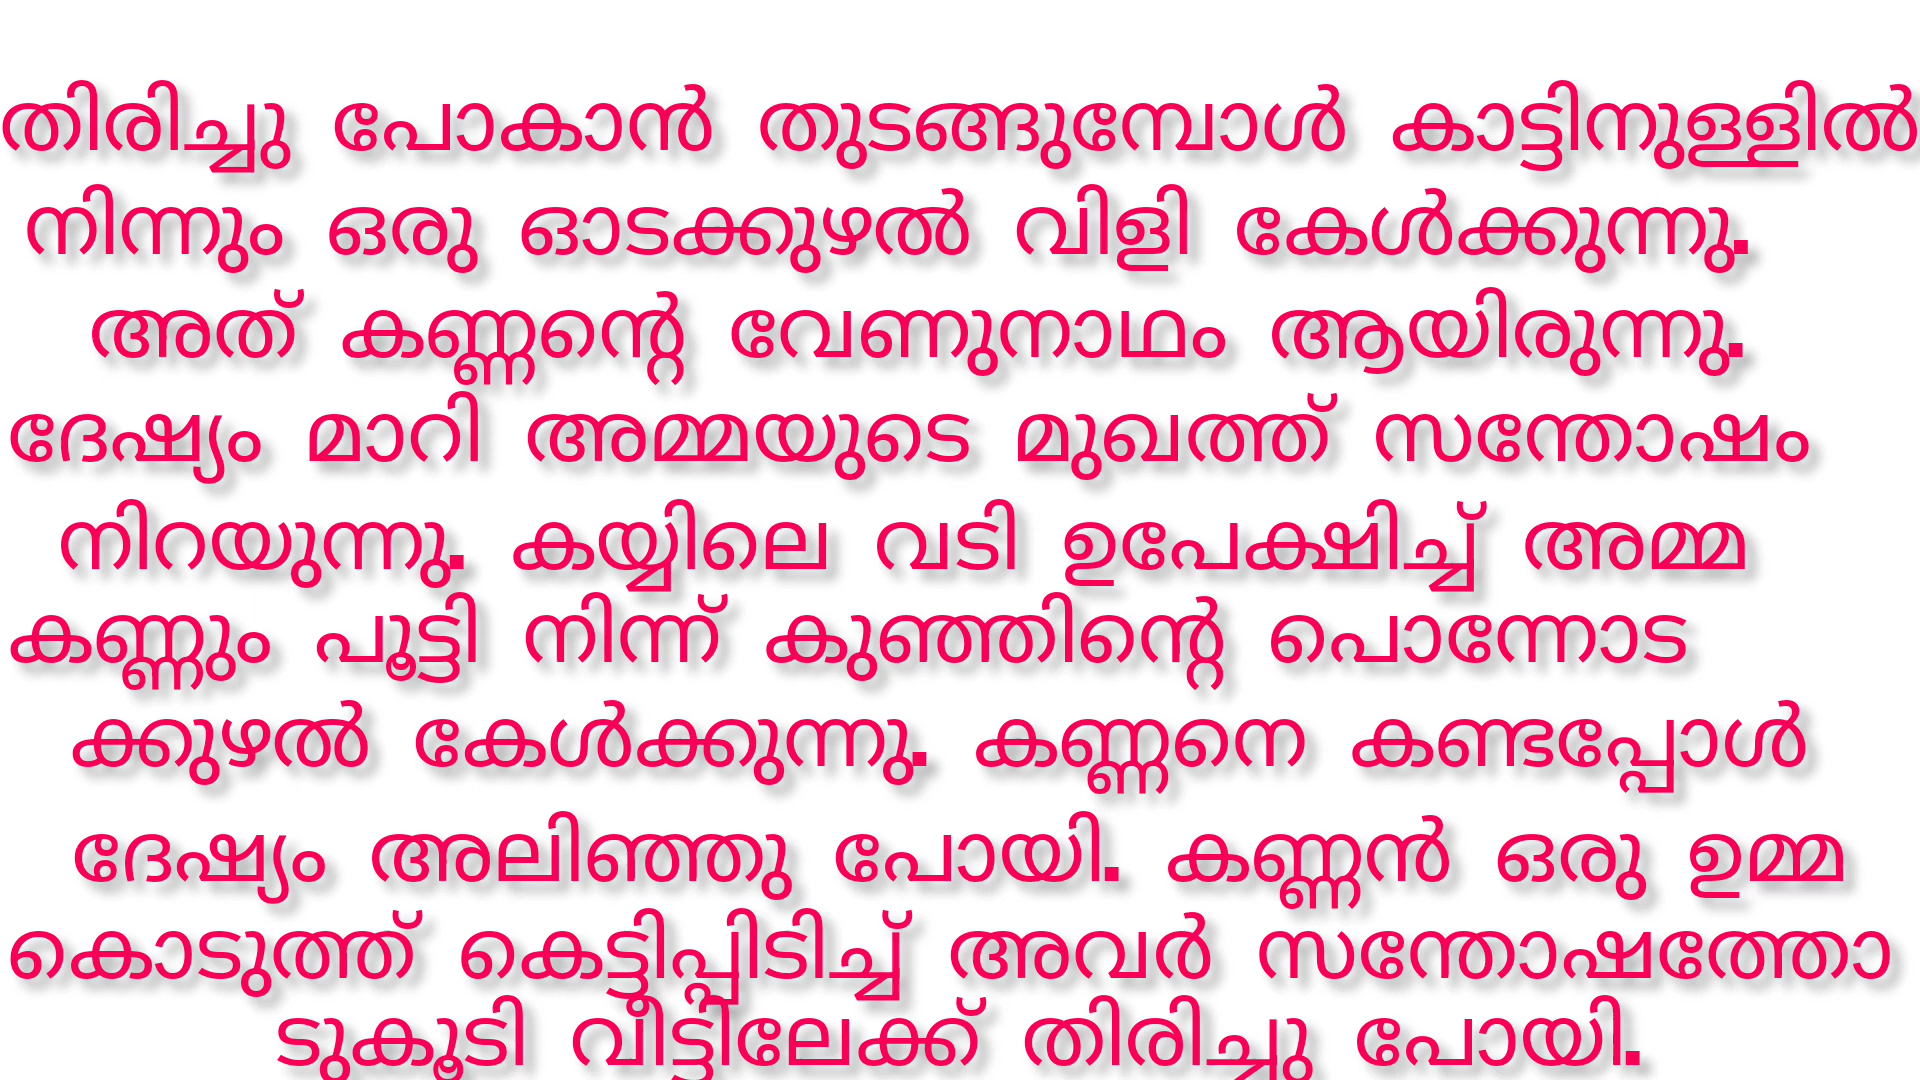 തിരിച്ചു പോകാൻ തുടങ്ങുമ്പോൾ കാട്ടിനുള്ളിൽ
നിന്നും ഒരു ഓടക്കുഴൽ വിളി കേൾക്കുന്നു.
അത് കണ്ണന്റെ വേണുനാഥം ആയിരുന്നു.
ദേഷ്യം മാറി അമ്മയുടെ മുഖത്ത് സന്തോഷം
നിറയുന്നു. കയ്യിലെ വടി ഉപേക്ഷിച്ച് അമ്മ
കണ്ണും പൂട്ടി നിന്ന് കുഞ്ഞിന്റെ പൊന്നോട
ക്കുഴൽ കേൾക്കുന്നു. കണ്ണനെ കണ്ടപ്പോൾ
ദേഷ്യം അലിഞ്ഞു പോയി. കണ്ണൻ ഒരു ഉമ്മ
കൊടുത്ത് കെട്ടിപ്പിടിച്ച് അവർ സന്തോഷത്തോ
ടുകൂടി വീട്ടിലേക്ക് തിരിച്ചു പോയി.